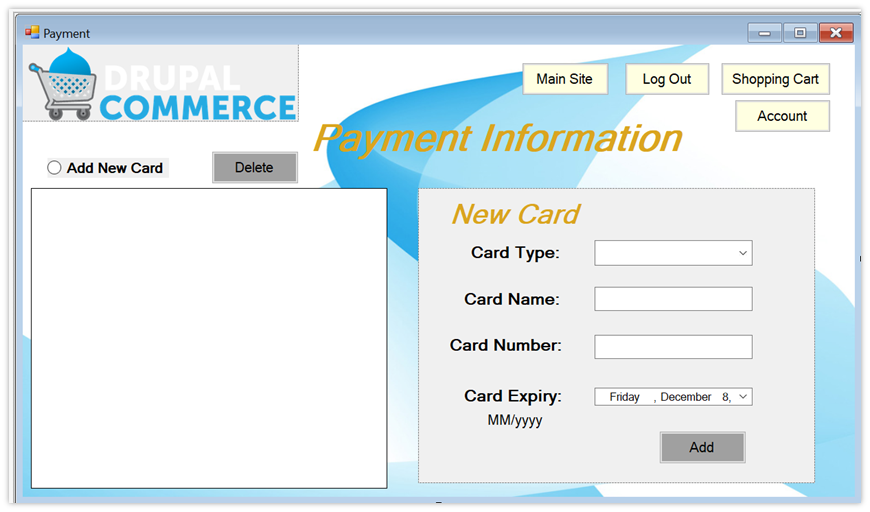 Payment
DRUPAL
COMMERCE
Main Site
Log Out
Shopping Cart
Account
Payment Information
Add New Card
Delete
New Card
Card Type:
Card Name:
Card Number:
Card Expiry:
Friday , December 8,
MM/yyyy
Add